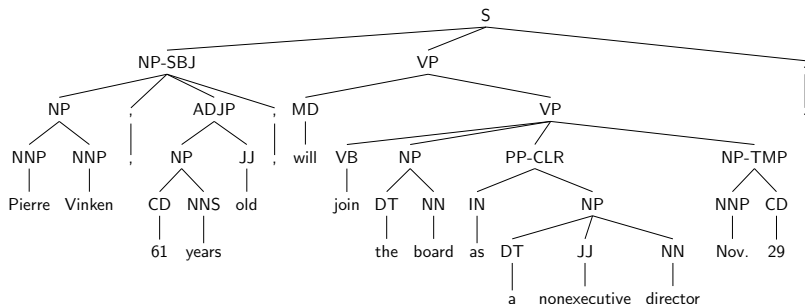 S
NP-SBJ VP .
NP , ADJP , MD VP .
NNP NNP , NP JJ , will VB NP PP-CLR NP-TMP
Pierre Vinken CD NNS old join DT NN IN NP NNP CD
61 years the board as DT JJ NN Nov. 29
a nonexecutive director